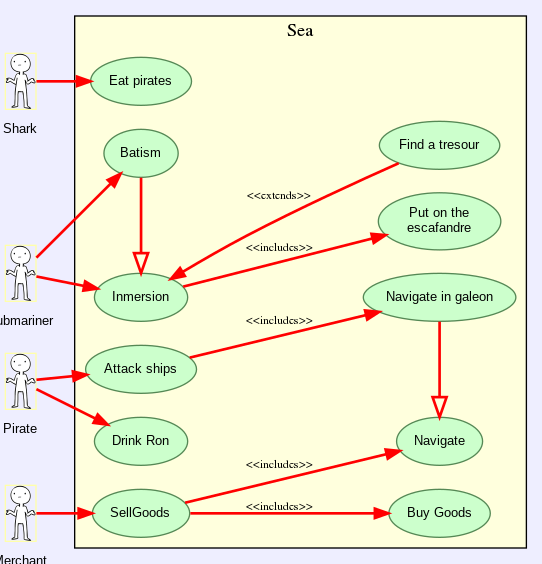 Sea
Eat pirates
Shark
Batism
Find a tresour
<<extends>>
Put on the
escafandre
<<includes>>
Inmersion
Navigate in galeon
ubmariner
<<includes>>
Attack ships
Pirate
Drink Ron
Navigate
<<includes>>
SellGoods
<<includes>>
Buy Goods
Merchant